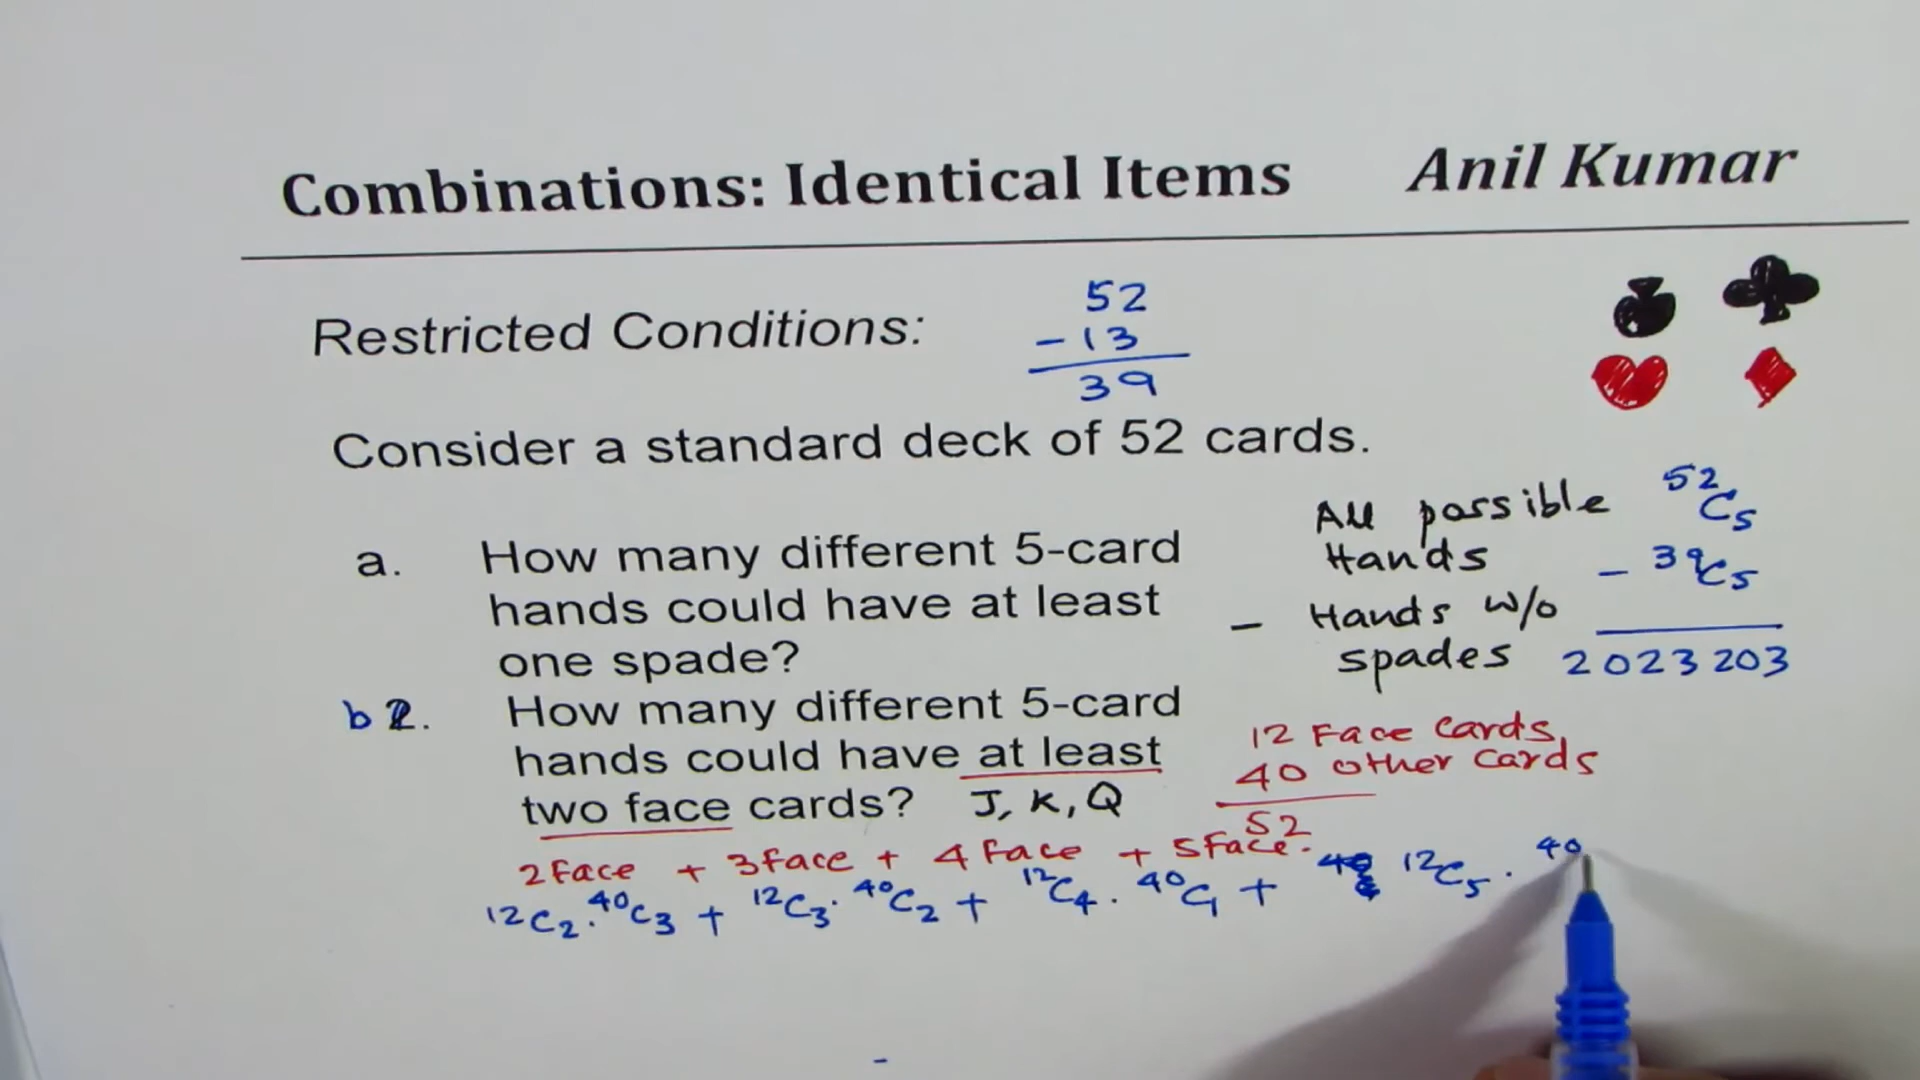 Combinations: Identical Items Anil Kumar
Restricted Conditions:
52
- 13
39
Consider a standard deck of 52 cards.
a. How many different 5-card
hands could have at least
one spade?
All possible ⁵²C₅
Hands - ³⁹C₅
- Hands w/o
spades 2023203
b 2. How many different 5-card
hands could have at least
two face cards? J, K, Q
12 Face cards
40 other cards
52
2 Face + 3 Face + 4 Face + 5 Face.
¹²C₂ . ⁴⁰C₃ + ¹²C₃ . ⁴⁰C₂ + ¹²C₄ . ⁴⁰C₁ + ¹²C₅ . ⁴⁰